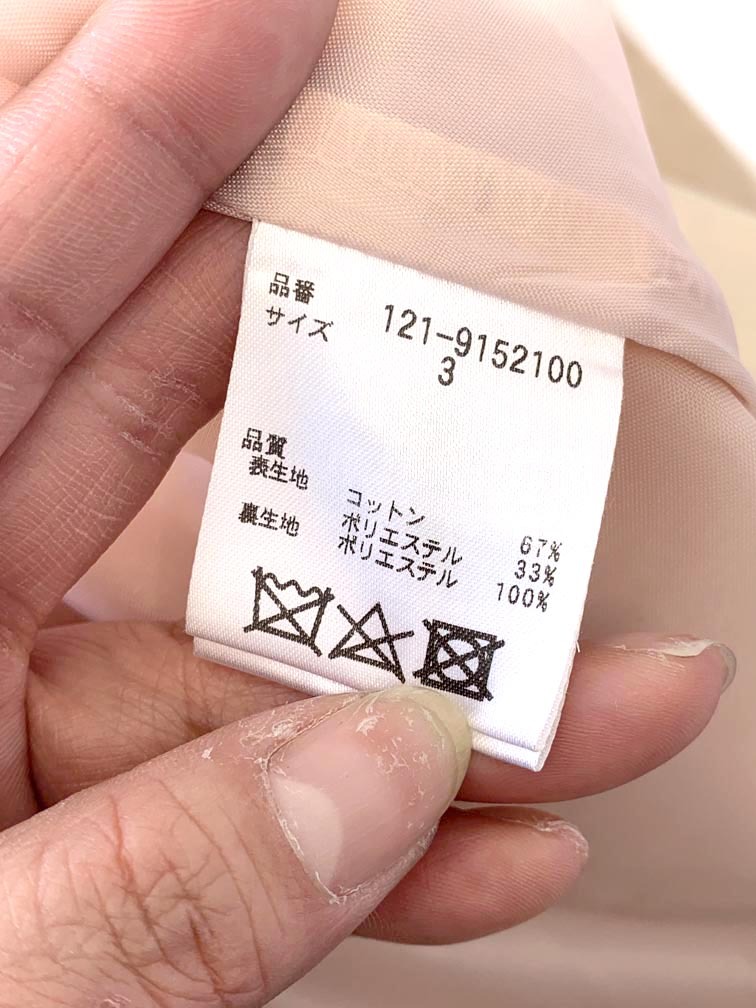 品番 121-9152100
サイズ 3
品質
表生地 コットン 67%
ポリエステル 33%
裏生地 ポリエステル 100%